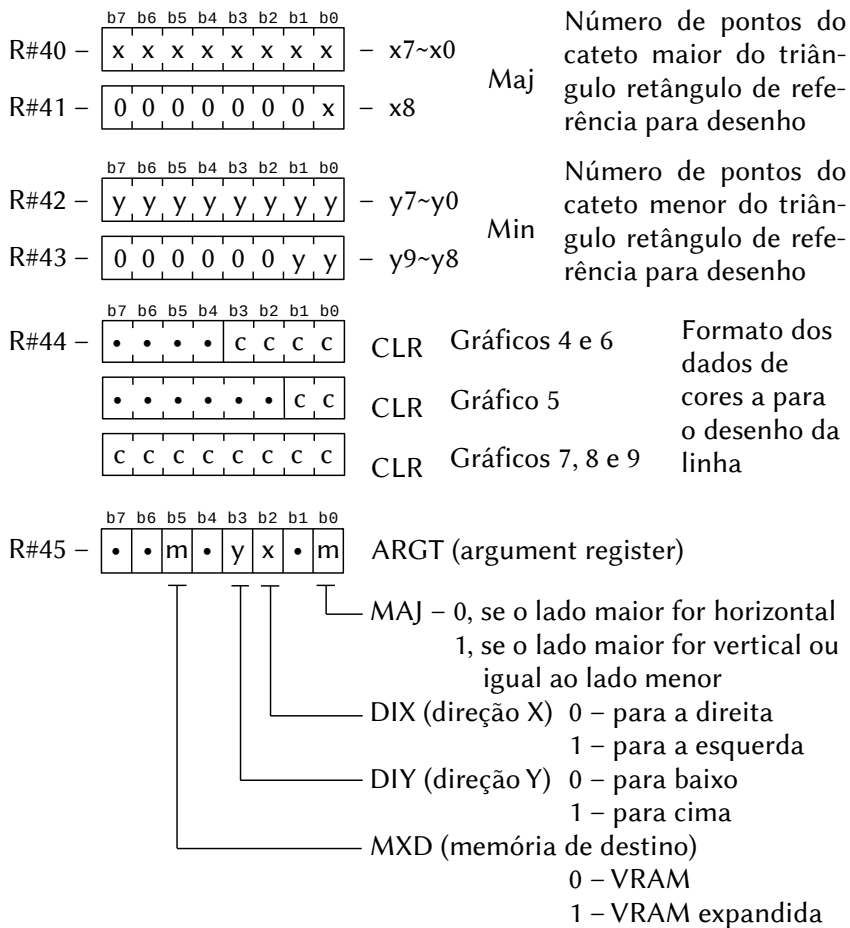 b7 b6 b5 b4 b3 b2 b1 b0
R#40 – x x x x x x x x – x7~x0
R#41 – 0 0 0 0 0 0 0 x – x8
Maj
Número de pontos do
cateto maior do triân-
gulo retângulo de refe-
rência para desenho
b7 b6 b5 b4 b3 b2 b1 b0
R#42 – y y y y y y y y – y7~y0
R#43 – 0 0 0 0 0 0 y y – y9~y8
Min
Número de pontos do
cateto menor do triân-
gulo retângulo de refe-
rência para desenho
b7 b6 b5 b4 b3 b2 b1 b0
R#44 – • • • • c c c c CLR Gráficos 4 e 6
• • • • • • c c CLR Gráfico 5
c c c c c c c c CLR Gráficos 7, 8 e 9
Formato dos
dados de
cores a para
o desenho da
linha
b7 b6 b5 b4 b3 b2 b1 b0
R#45 – • • m • y x • m ARGT (argument register)
MAJ – 0, se o lado maior for horizontal
1, se o lado maior for vertical ou
igual ao lado menor
DIX (direção X) 0 – para a direita
1 – para a esquerda
DIY (direção Y) 0 – para baixo
1 – para cima
MXD (memória de destino)
0 – VRAM
1 – VRAM expandida